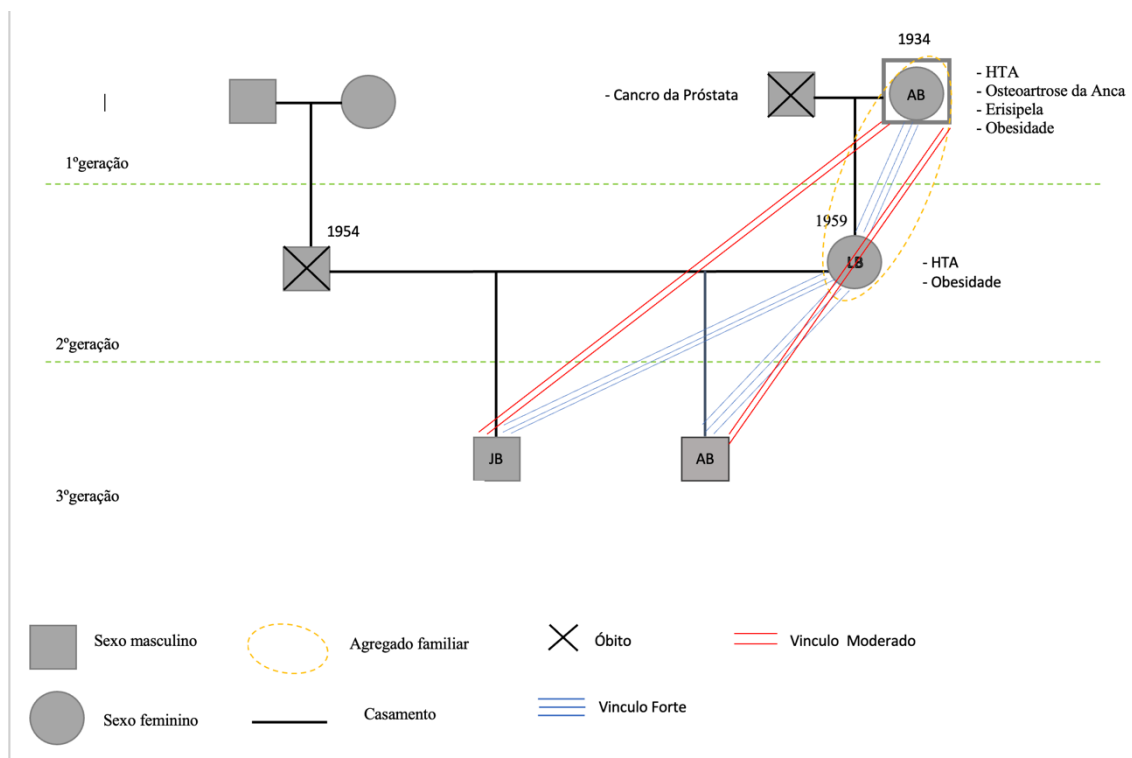 1934
- HTA
- Osteoartrose da Anca
- Erisipela
- Obesidade
AB
- Cancro da Próstata
1ºgeração
1954
1959
LB
- HTA
- Obesidade
2ºgeração
JB
AB
3ºgeração
Sexo masculino
Agregado familiar
Óbito
Vinculo Moderado
Sexo feminino
Casamento
Vinculo Forte